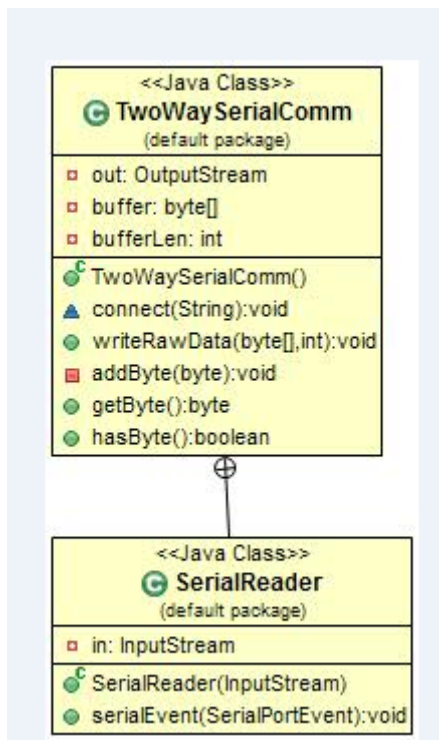 <<Java Class>>
C TwoWaySerialComm
(default package)
out: OutputStream
buffer: byte[]
bufferLen: int
C TwoWaySerialComm()
connect(String):void
writeRawData(byte[],int):void
addByte(byte):void
getByte():byte
hasByte():boolean
<<Java Class>>
C SerialReader
(default package)
in: InputStream
C SerialReader(InputStream)
serialEvent(SerialPortEvent):void